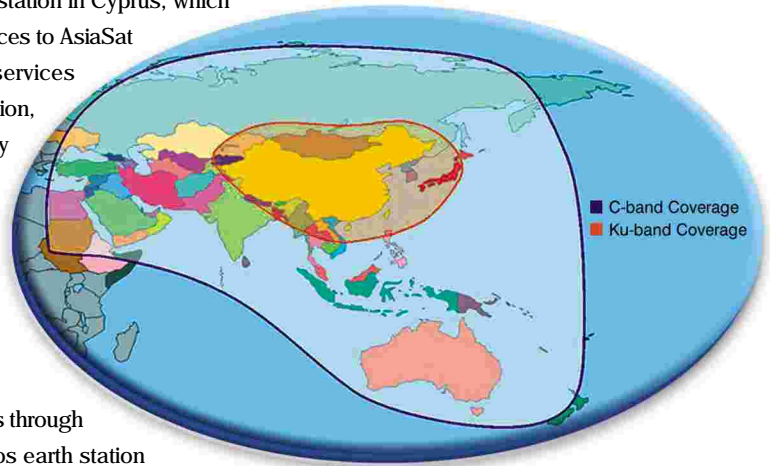 station in Cyprus, which
ces to AsiaSat
services
ion,
y
C-band Coverage
Ku-band Coverage
s through
os earth station